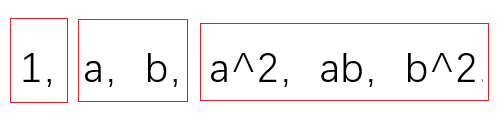 1, a, b, a^2, ab, b^2,